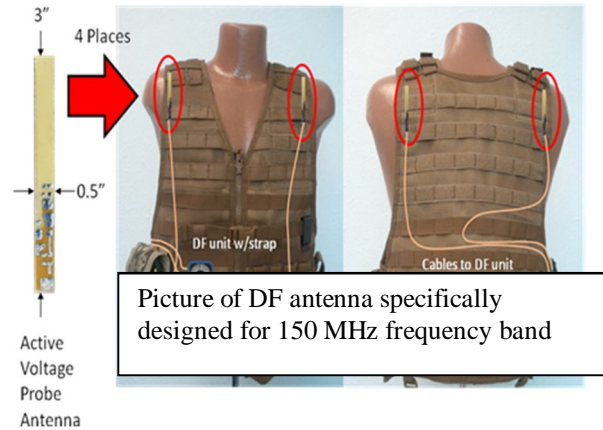 3”
4 Places
0.5”
Active
Voltage
Probe
Antenna
DF unit w/strap
Cables to DF unit
Picture of DF antenna specifically
designed for 150 MHz frequency band